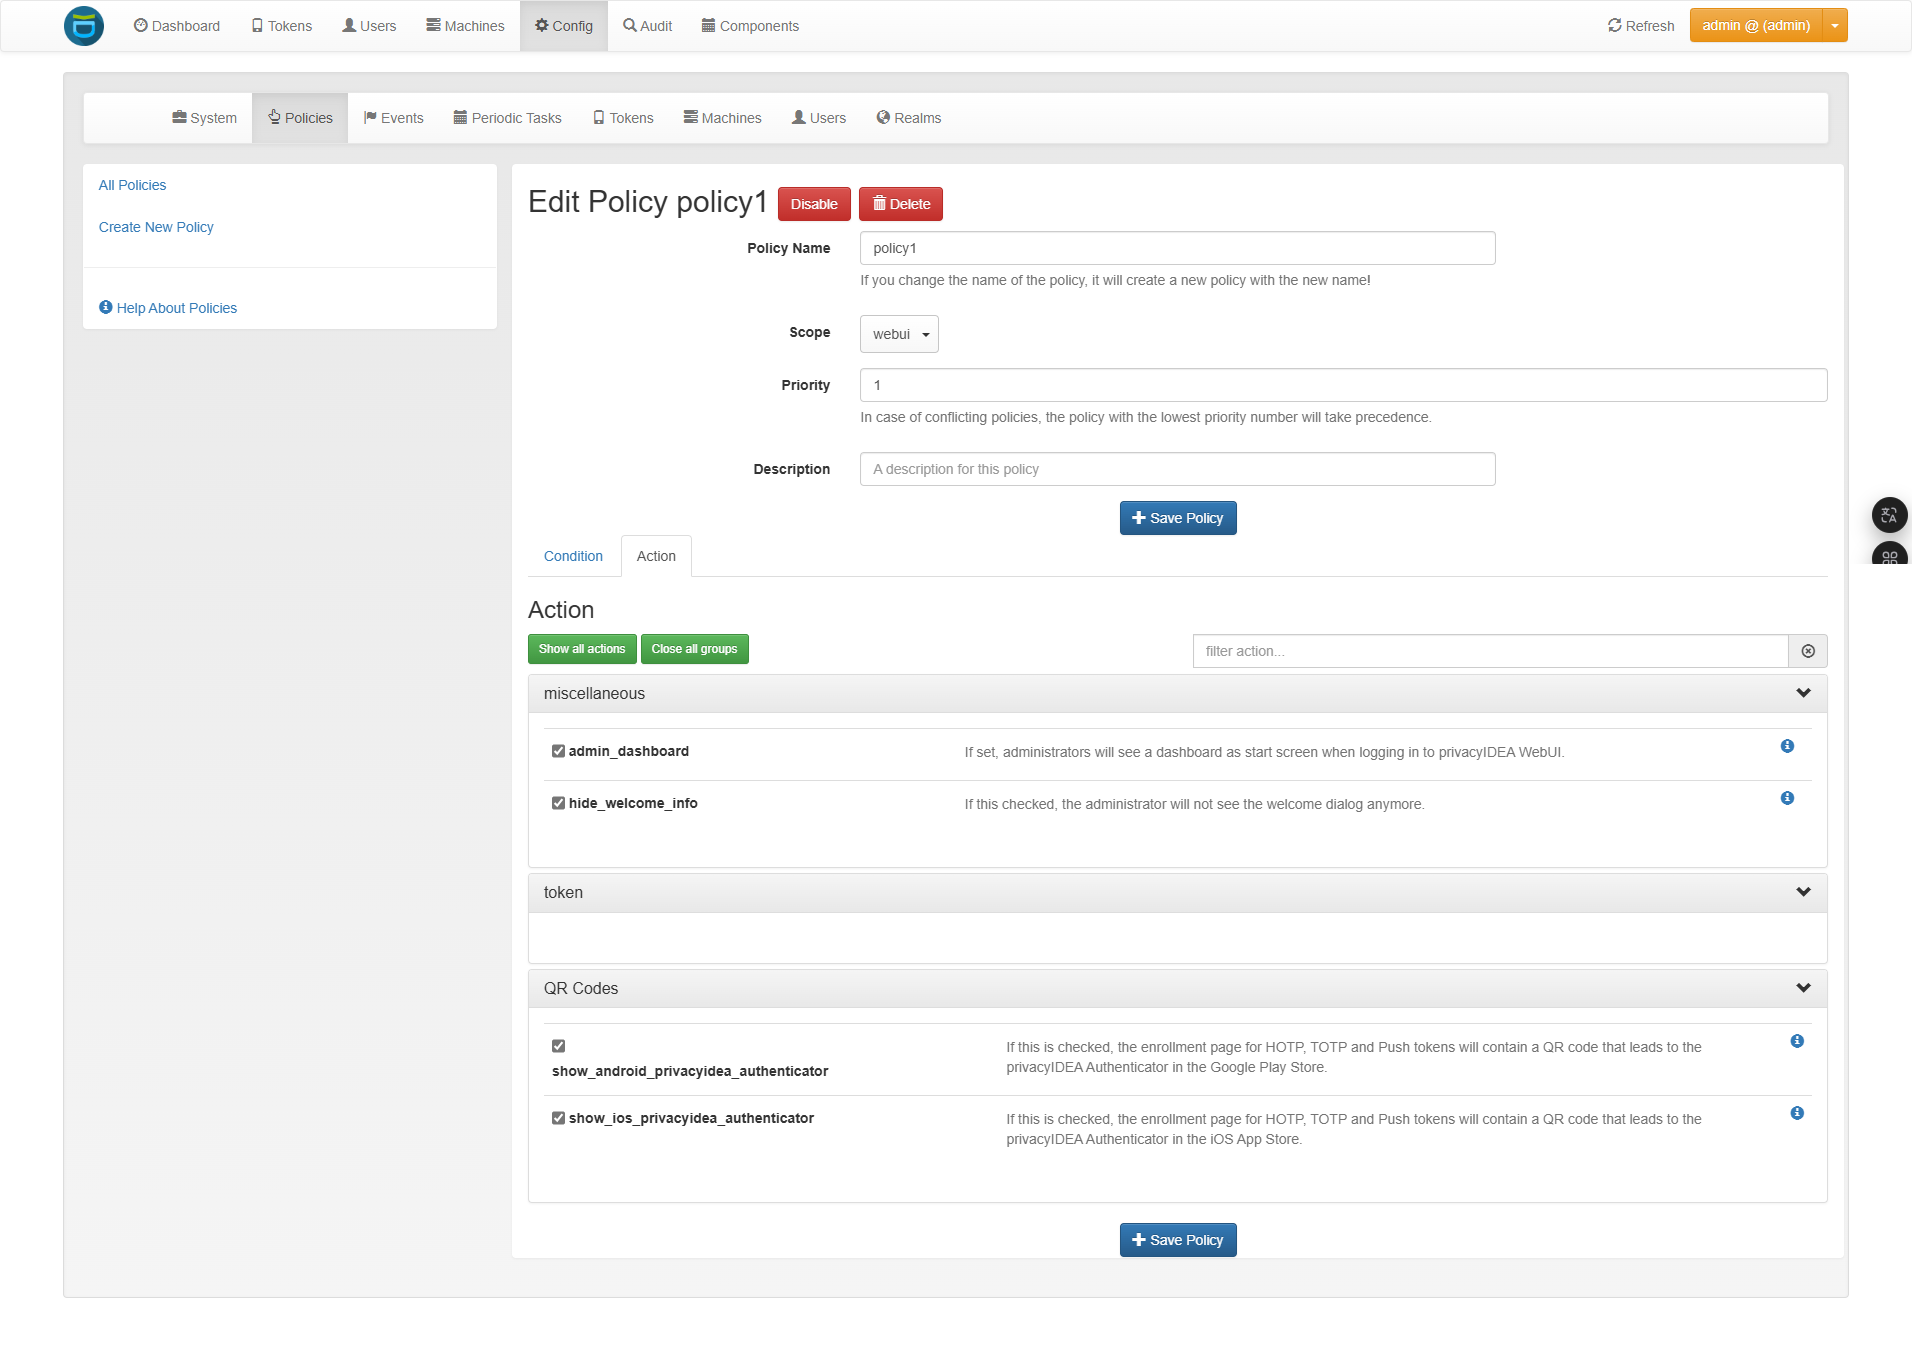 Dashboard Tokens Users Machines Config Audit Components Refresh admin @ (admin)
System Policies Events Periodic Tasks Tokens Machines Users Realms
All Policies
Create New Policy
Help About Policies
Edit Policy policy1 Disable Delete
Policy Name policy1
If you change the name of the policy, it will create a new policy with the new name!
Scope webui
Priority 1
In case of conflicting policies, the policy with the lowest priority number will take precedence.
Description A description for this policy
Save Policy
Condition Action
Action
Show all actions Close all groups filter action...
miscellaneous
admin_dashboard If set, administrators will see a dashboard as start screen when logging in to privacyIDEA WebUI.
hide_welcome_info If this checked, the administrator will not see the welcome dialog anymore.
token
QR Codes
show_android_privacyidea_authenticator
If this is checked, the enrollment page for HOTP, TOTP and Push tokens will contain a QR code that leads to the
privacyIDEA Authenticator in the Google Play Store.
show_ios_privacyidea_authenticator
If this is checked, the enrollment page for HOTP, TOTP and Push tokens will contain a QR code that leads to the
privacyIDEA Authenticator in the iOS App Store.
Save Policy